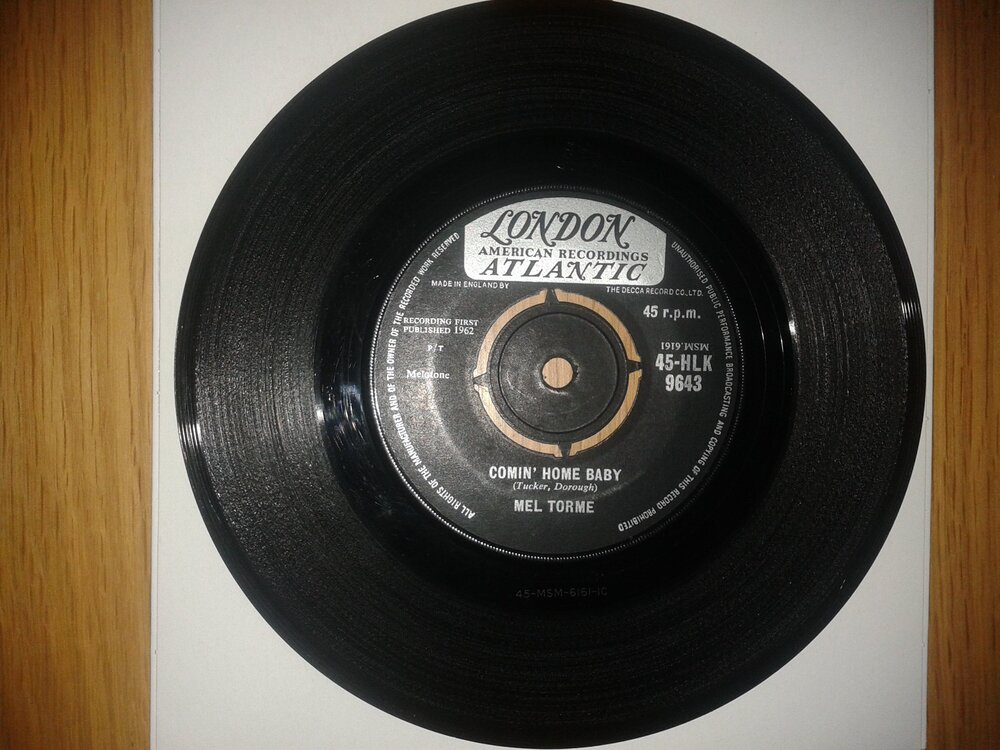 LONDON
AMERICAN RECORDINGS
ATLANTIC
MADE IN ENGLAND BY THE DECCA RECORD CO., LTD.
ALL RIGHTS OF THE MANUFACTURER AND OF THE OWNER OF THE RECORDED WORK RESERVED
UNAUTHORISED PUBLIC PERFORMANCE BROADCASTING AND COPYING OF THIS RECORD PROHIBITED
45 r.p.m.
RECORDING FIRST
PUBLISHED 1962
P/T
MSM.6161
45-HLK
9643
Melotone
COMIN' HOME BABY
(Tucker, Dorough)
MEL TORME
45-MSM-6161-1C